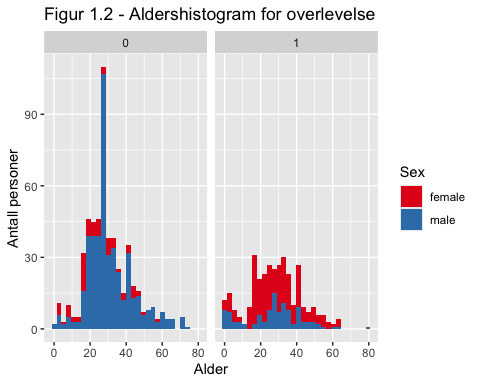 Figur 1.2 - Aldershistogram for overlevelse
0
1
90
60
30
0
0 20 40 60 80
0 20 40 60 80
Antall personer
Alder
Sex
female
male